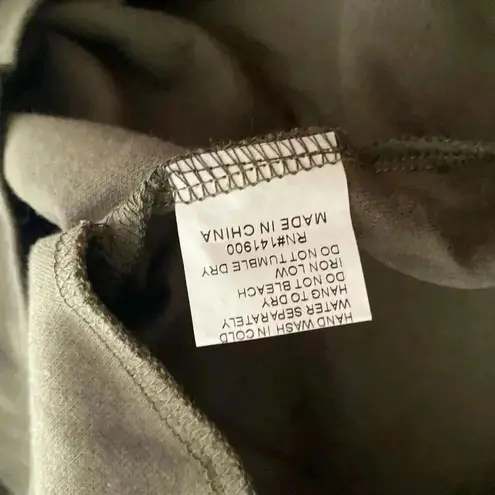 HAND WASH IN COLD
WATER SEPARATELY
HANG TO DRY
DO NOT BLEACH
IRON LOW
DO NOT TUMBLE DRY
RN#141900
MADE IN CHINA